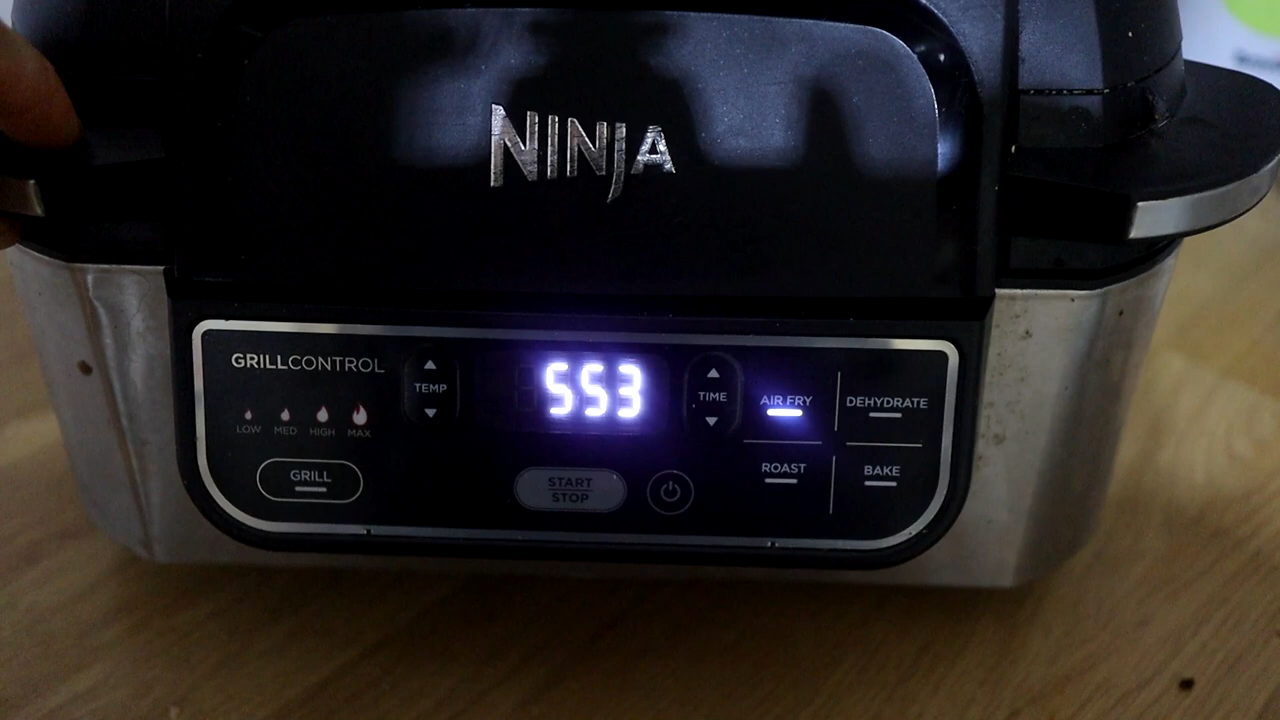 NINJA
GRILLCONTROL
TEMP
553
TIME
AIR FRY
DEHYDRATE
LOW MED HIGH MAX
GRILL
START
STOP
ROAST
BAKE